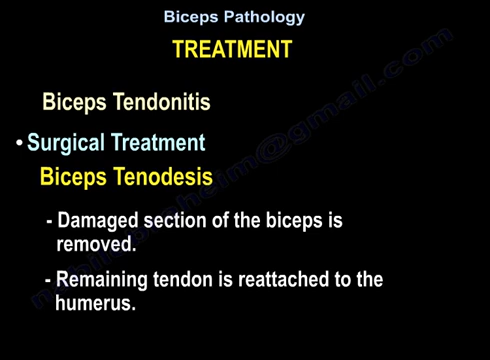 Biceps Pathology
TREATMENT
Biceps Tendonitis
• Surgical Treatment
Biceps Tenodesis
- Damaged section of the biceps is
removed.
- Remaining tendon is reattached to the
humerus.